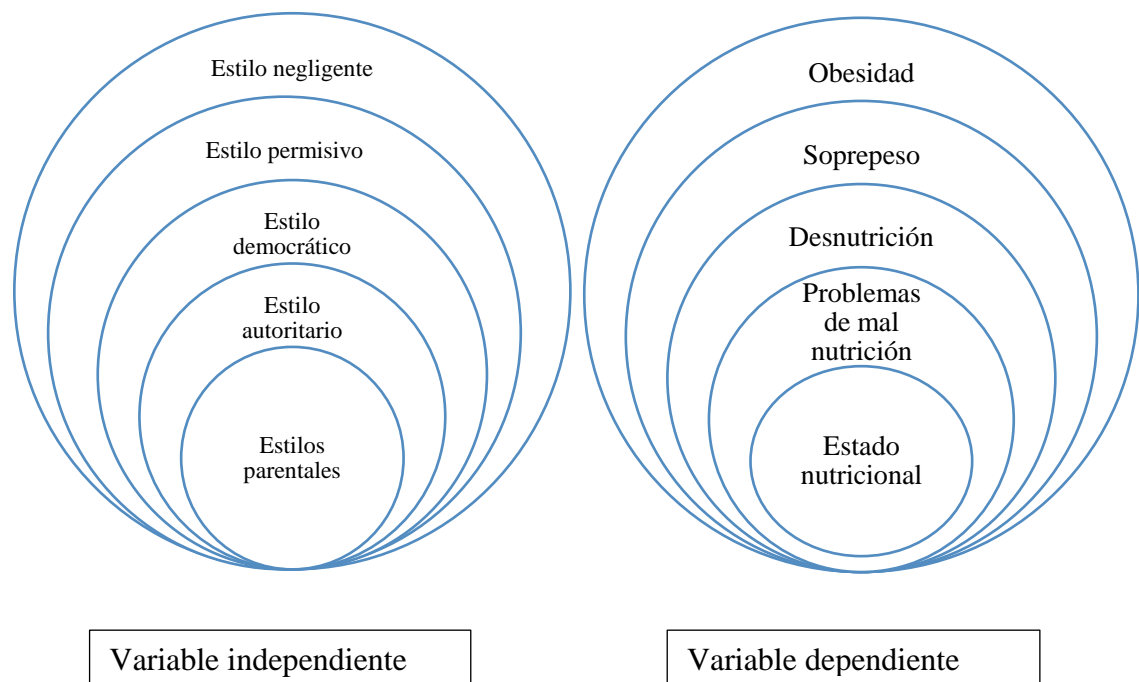 Estilo negligente
Estilo permisivo
Estilo
democrático
Estilo
autoritario
Estilos
parentales
Obesidad
Soprepeso
Desnutrición
Problemas
de mal
nutrición
Estado
nutricional
Variable independiente
Variable dependiente